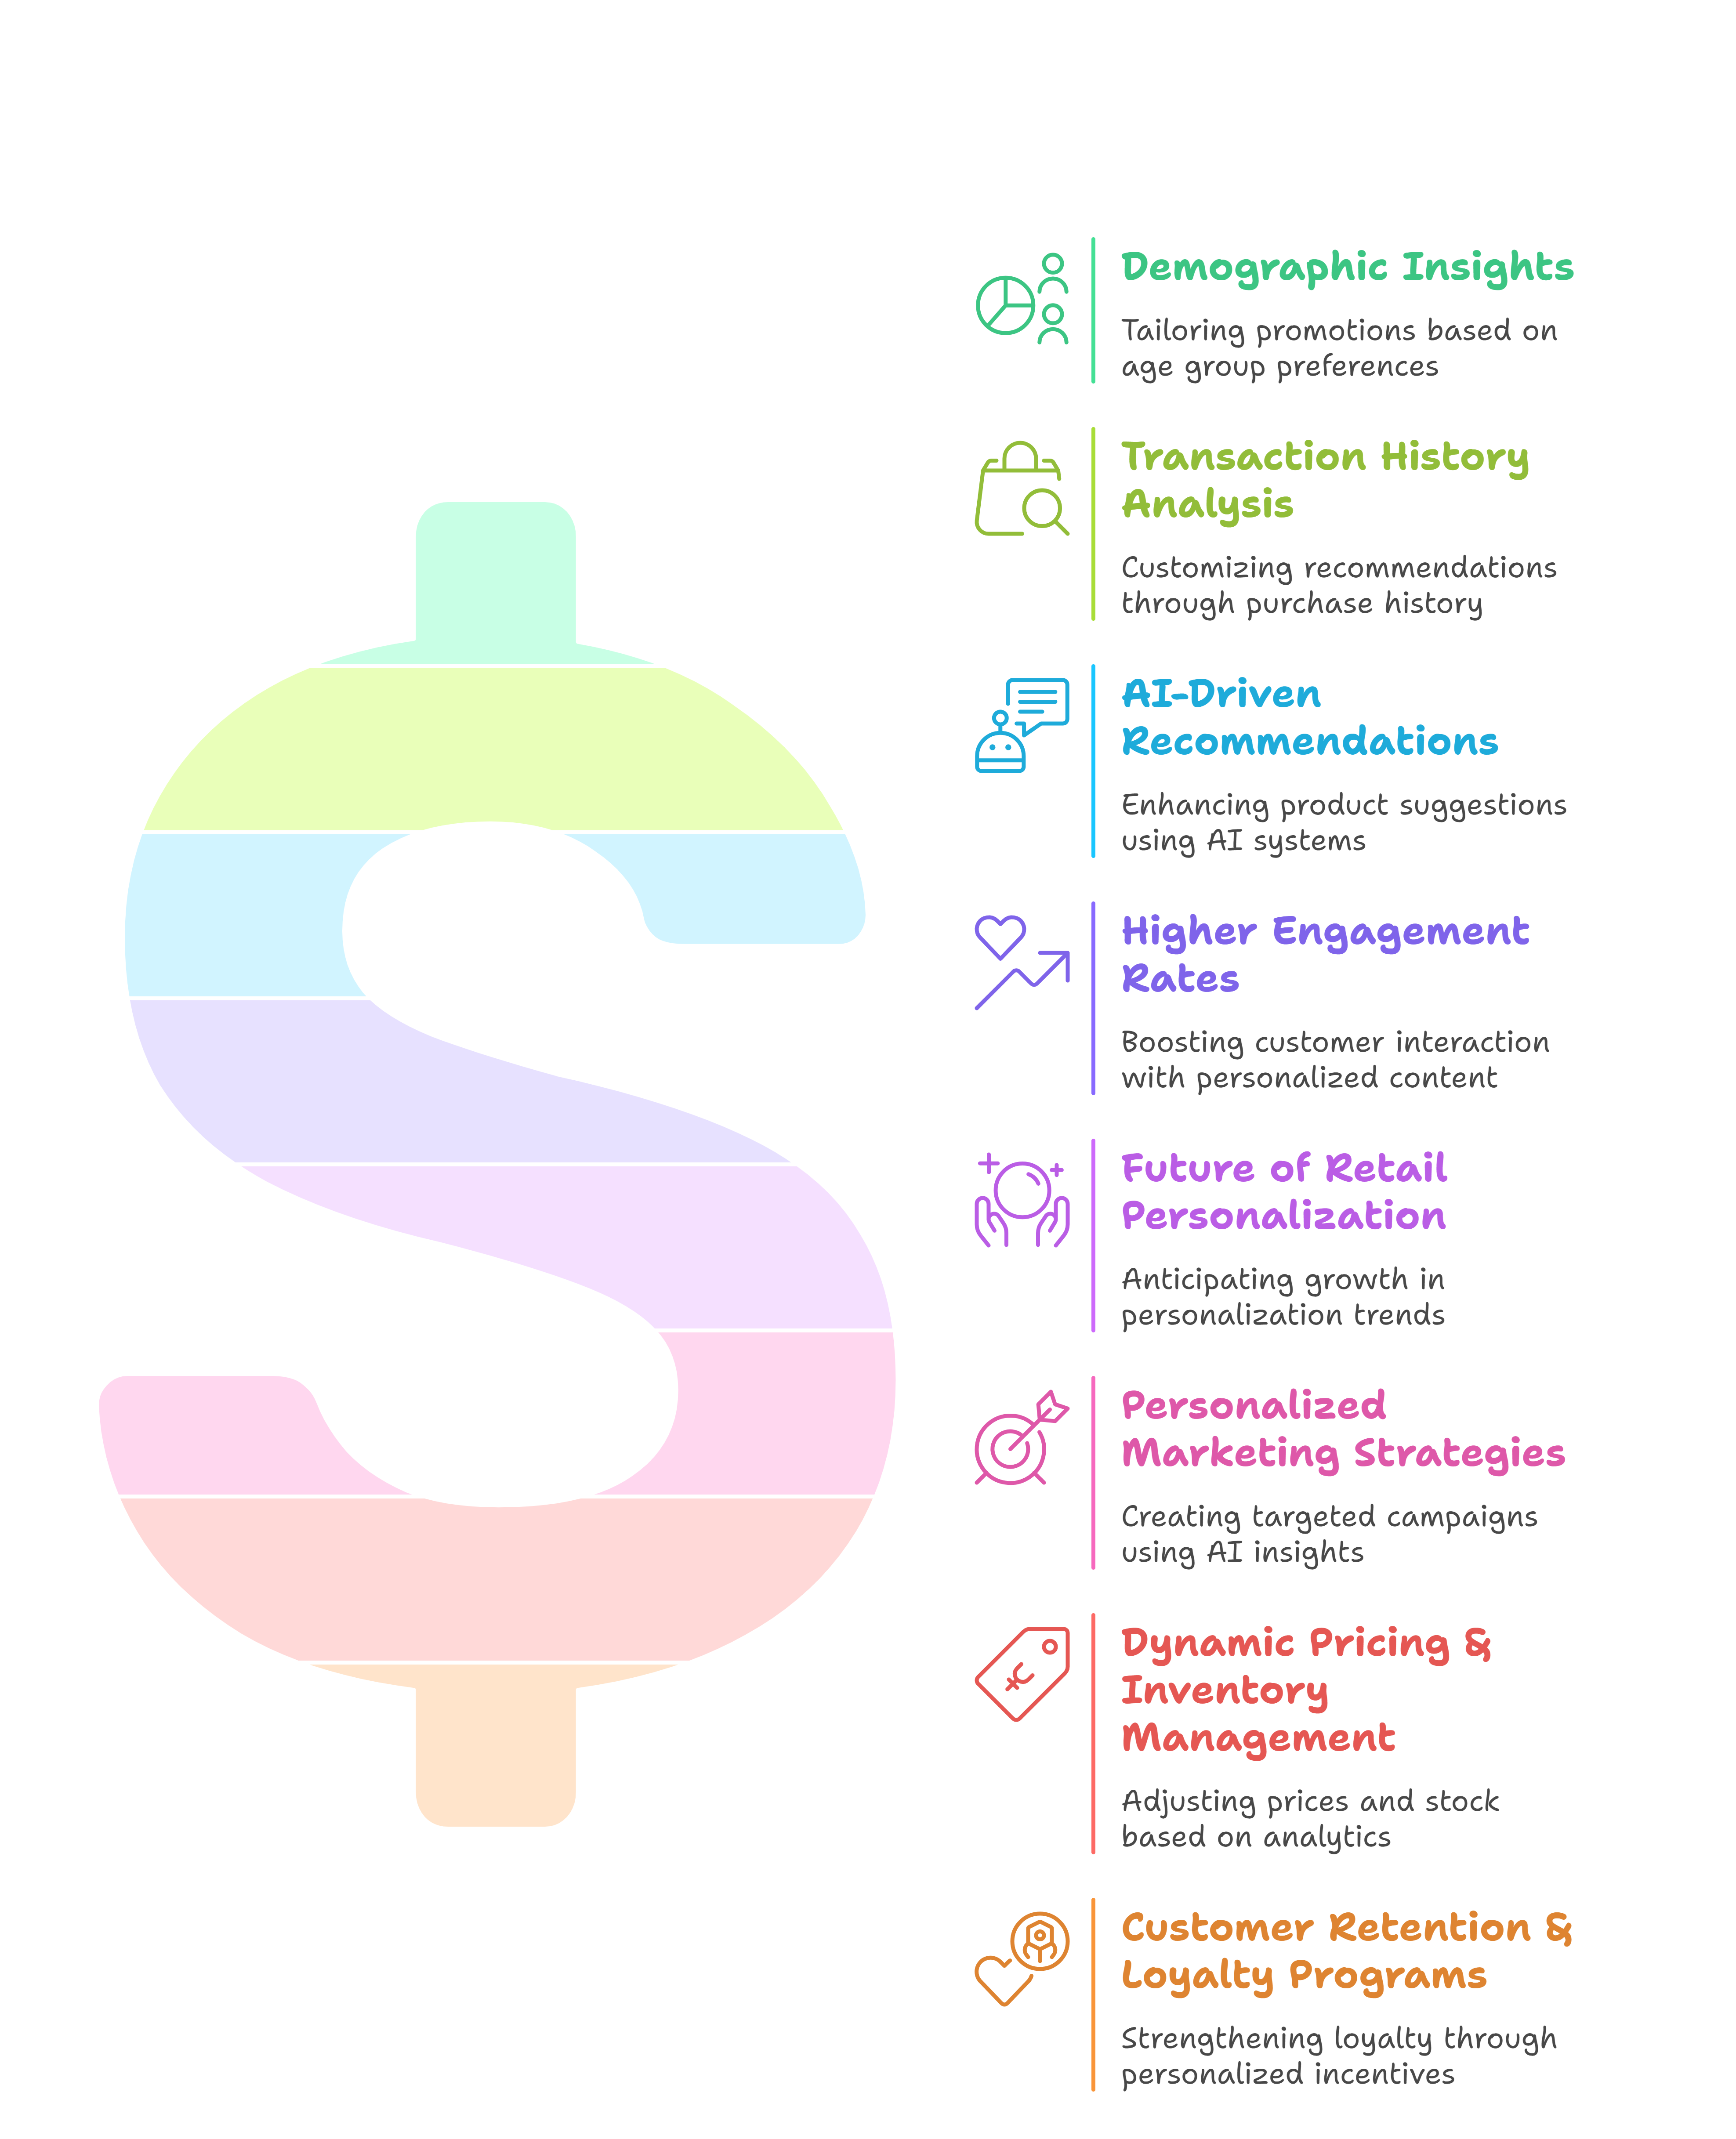 Demographic Insights
Tailoring promotions based on
age group preferences
Transaction History
Analysis
Customizing recommendations
through purchase history
AI-Driven
Recommendations
Enhancing product suggestions
using AI systems
Higher Engagement
Rates
Boosting customer interaction
with personalized content
Future of Retail
Personalization
Anticipating growth in
personalization trends
Personalized
Marketing Strategies
Creating targeted campaigns
using AI insights
Dynamic Pricing &
Inventory
Management
Adjusting prices and stock
based on analytics
Customer Retention &
Loyalty Programs
Strengthening loyalty through
personalized incentives